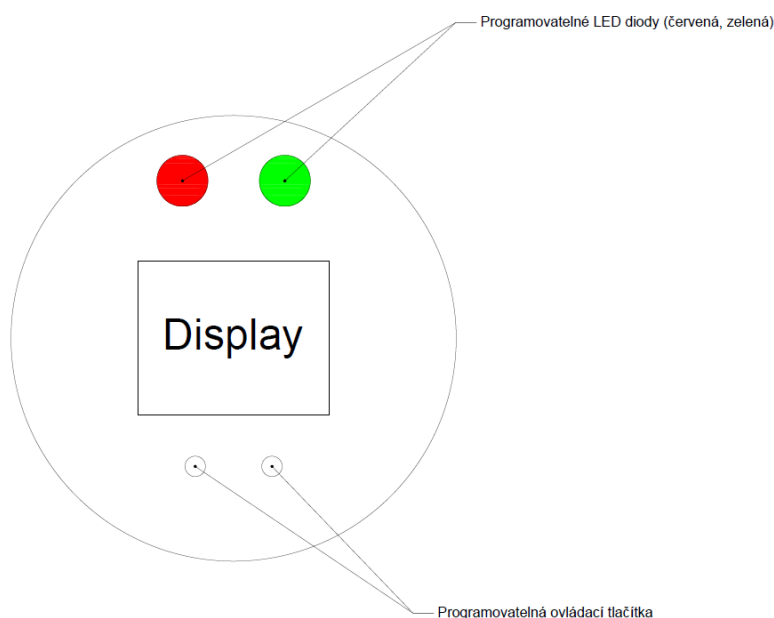 Programovatelné LED diody (červená, zelená)
Display
Programovatelná ovládací tlačítka